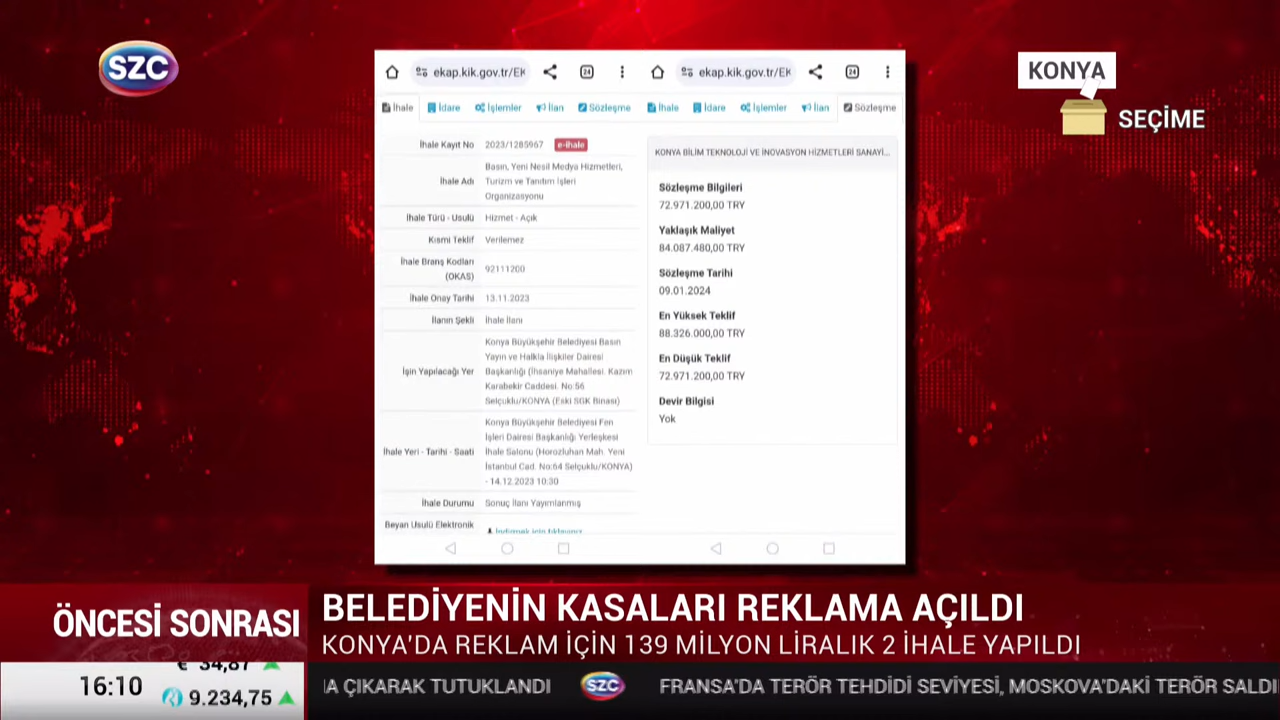 SZC
KONYA
SEÇİME
ekap.kik.gov.tr/EK
24
ekap.kik.gov.tr/EK
24
İhale İdare İşlemler İlan Sözleşme
İhale İdare İşlemler İlan Sözleşme
İhale Kayıt No 2023/1285967 e-ihale
İhale Adı Basın, Yeni Nesil Medya Hizmetleri,
Turizm ve Tanıtım İşleri
Organizasyonu
İhale Türü - Usulü Hizmet - Açık
Kısmi Teklif Verilemez
İhale Branş Kodları
(OKAS) 92111200
İhale Onay Tarihi 13.11.2023
İlanın Şekli İhale İlanı
İşin Yapılacağı Yer Konya Büyükşehir Belediyesi Basın
Yayın ve Halkla İlişkiler Dairesi
Başkanlığı (İhsaniye Mahallesi. Kazım
Karabekir Caddesi. No:56
Selçuklu/KONYA (Eski SGK Binası)
İhale Yeri - Tarihi - Saati Konya Büyükşehir Belediyesi Fen
İşleri Dairesi Başkanlığı Yerleşkesi
İhale Salonu (Horozluhan Mah. Yeni
İstanbul Cad. No:64 Selçuklu/KONYA)
- 14.12.2023 10:30
İhale Durumu Sonuç İlanı Yayımlanmış
Beyan Usulü Elektronik
İndirmek için tıklayınız
KONYA BİLİM TEKNOLOJİ VE İNOVASYON HİZMETLERİ SANAYİ...
Sözleşme Bilgileri
72.971.200,00 TRY
Yaklaşık Maliyet
84.087.480,00 TRY
Sözleşme Tarihi
09.01.2024
En Yüksek Teklif
88.326.000,00 TRY
En Düşük Teklif
72.971.200,00 TRY
Devir Bilgisi
Yok
ÖNCESİ SONRASI
BELEDİYENİN KASALARI REKLAMA AÇILDI
KONYA'DA REKLAM İÇİN 139 MİLYON LİRALIK 2 İHALE YAPILDI
€ 34,87
16:10
9.234,75
A ÇIKARAK TUTUKLANDI SZC FRANSA'DA TERÖR TEHDİDİ SEVİYESİ, MOSKOVA'DAKİ TERÖR SALDI